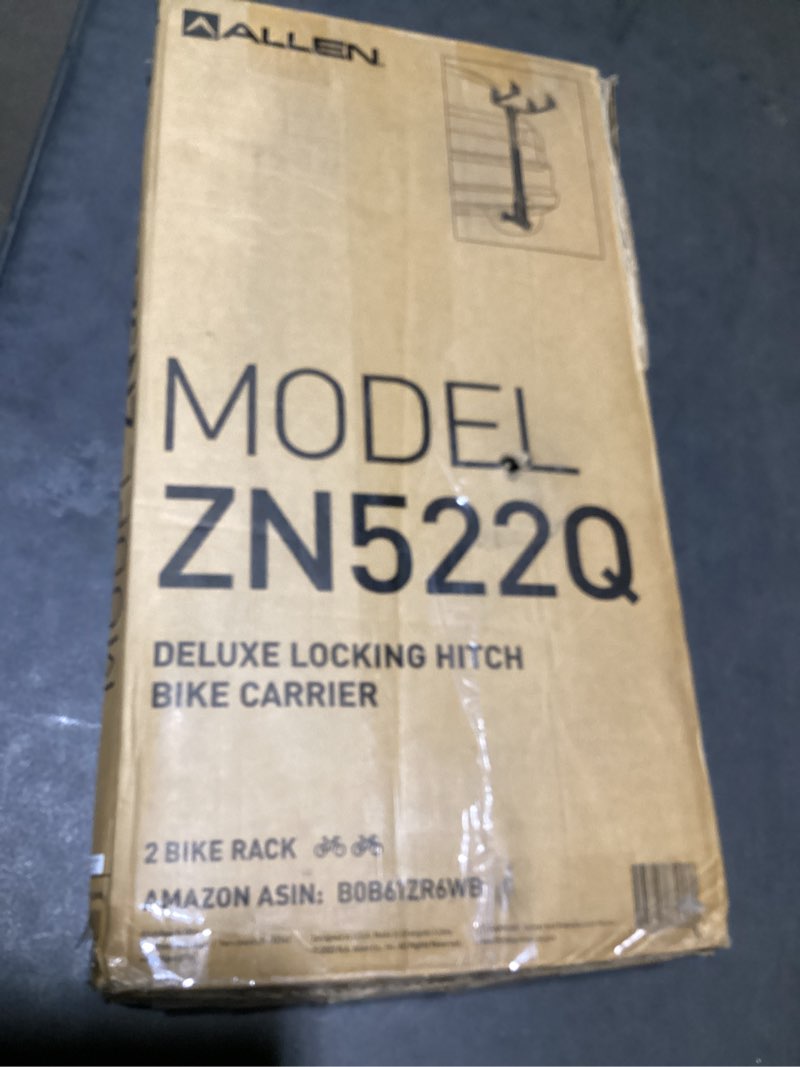 ALLEN
MODEL
ZN522Q
DELUXE LOCKING HITCH
BIKE CARRIER
2 BIKE RACK
AMAZON ASIN: B0B61ZR6WB